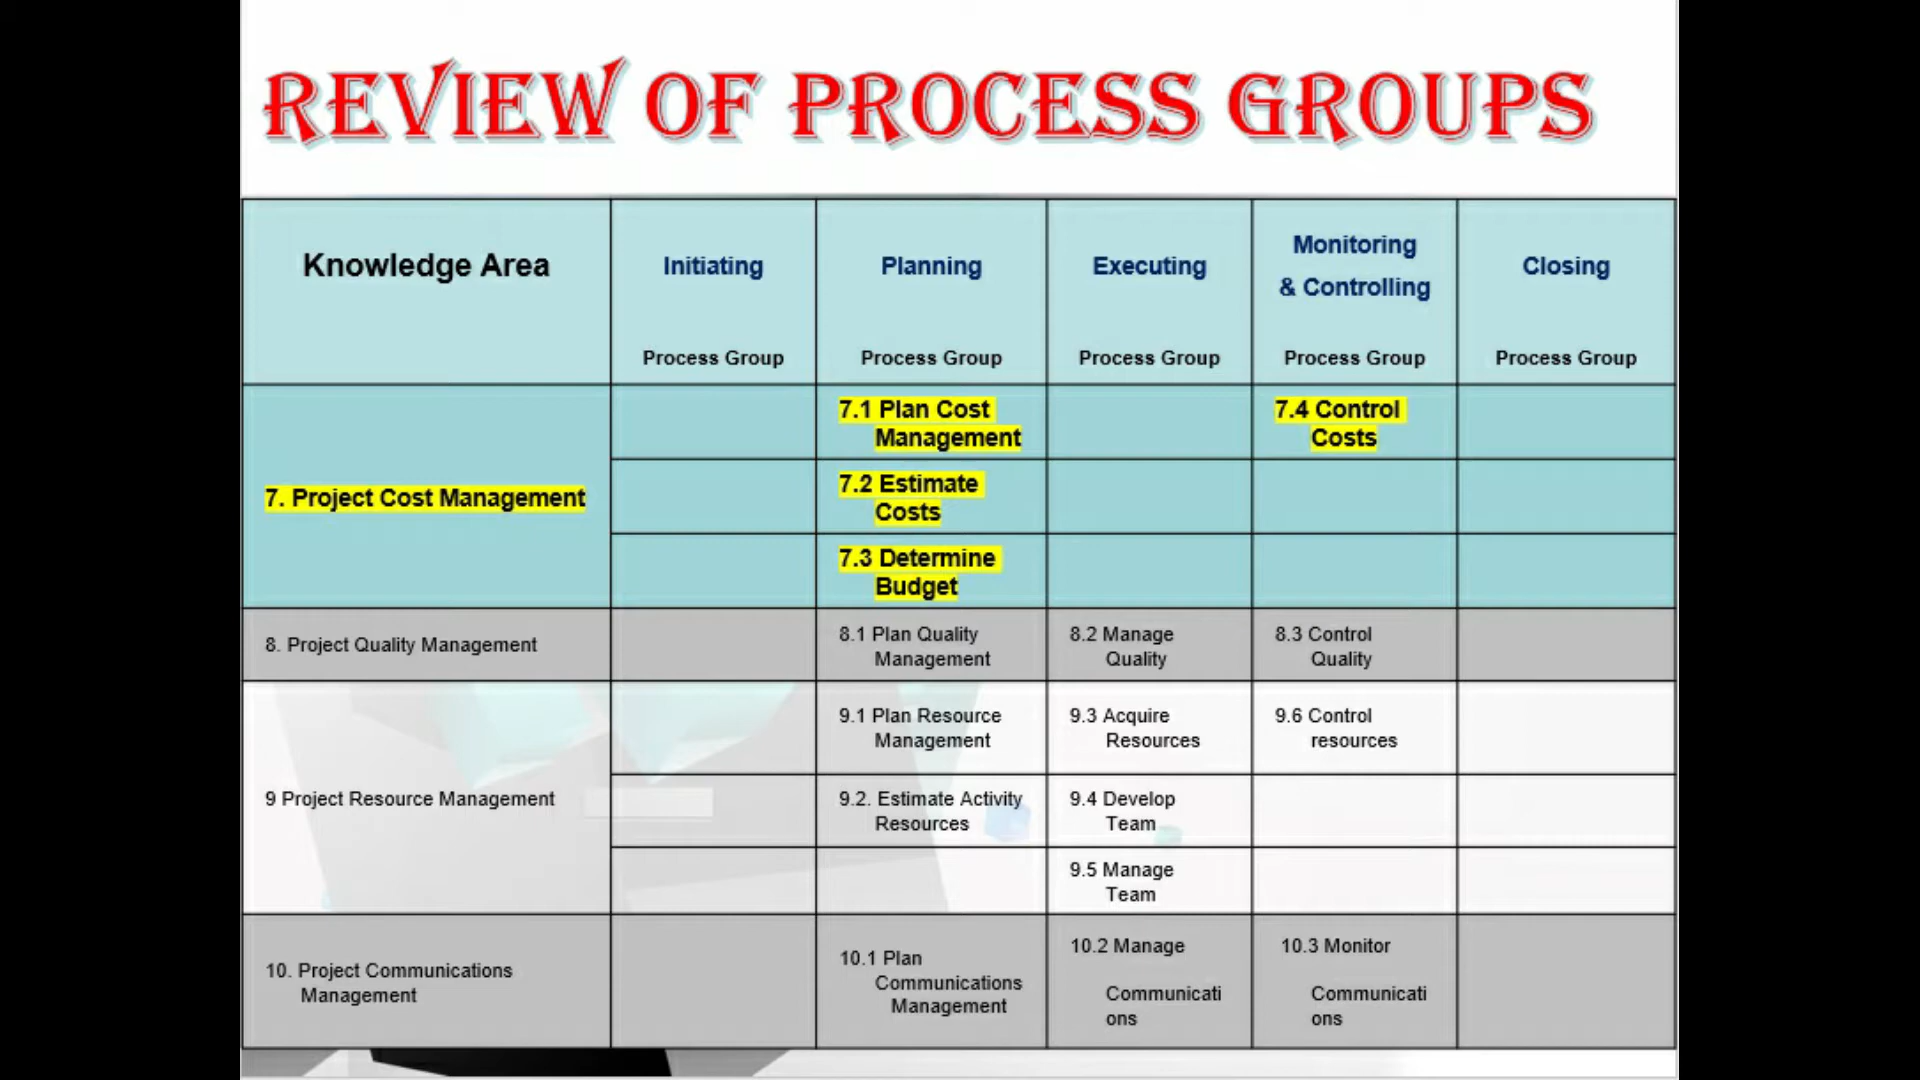 REVIEW OF PROCESS GROUPS
Knowledge Area
Initiating
Process Group
Planning
Process Group
Executing
Process Group
Monitoring
& Controlling
Process Group
Closing
Process Group
7. Project Cost Management
7.1 Plan Cost
Management
7.4 Control
Costs
7.2 Estimate
Costs
7.3 Determine
Budget
8. Project Quality Management
8.1 Plan Quality
Management
8.2 Manage
Quality
8.3 Control
Quality
9 Project Resource Management
9.1 Plan Resource
Management
9.3 Acquire
Resources
9.6 Control
resources
9.2. Estimate Activity
Resources
9.4 Develop
Team
9.5 Manage
Team
10. Project Communications
Management
10.1 Plan
Communications
Management
10.2 Manage
Communicati
ons
10.3 Monitor
Communicati
ons